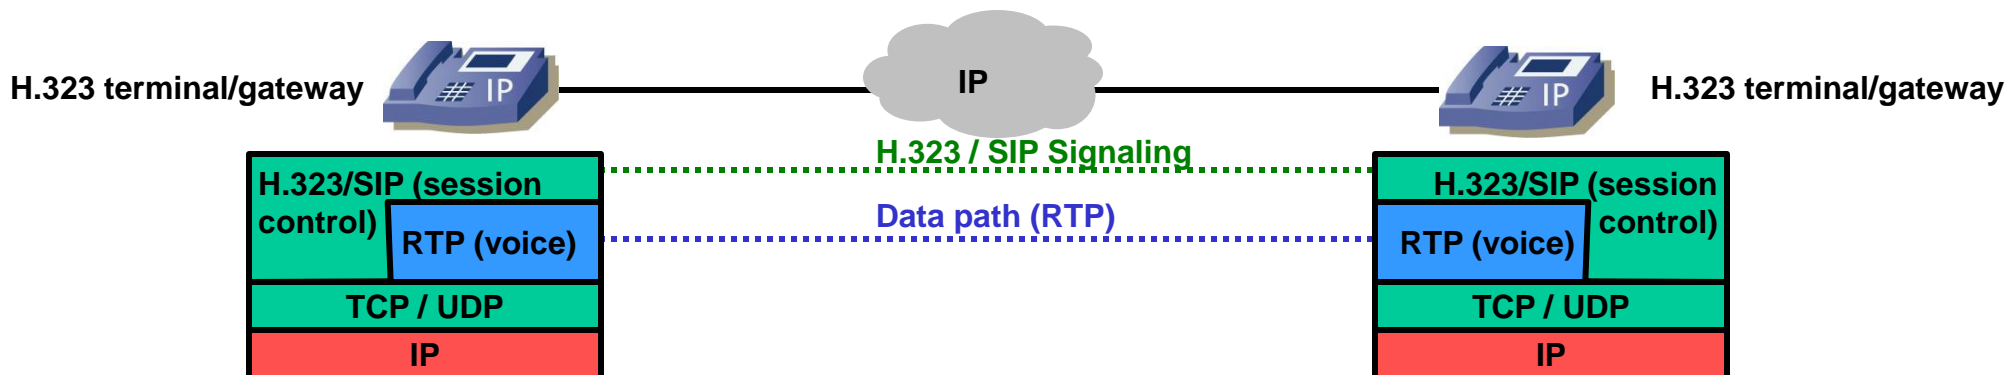 H.323 terminal/gateway
IP
IP
IP
H.323 terminal/gateway
H.323 / SIP Signaling
Data path (RTP)
H.323/SIP (session
control)
RTP (voice)
TCP / UDP
IP
H.323/SIP (session
control)
RTP (voice)
TCP / UDP
IP